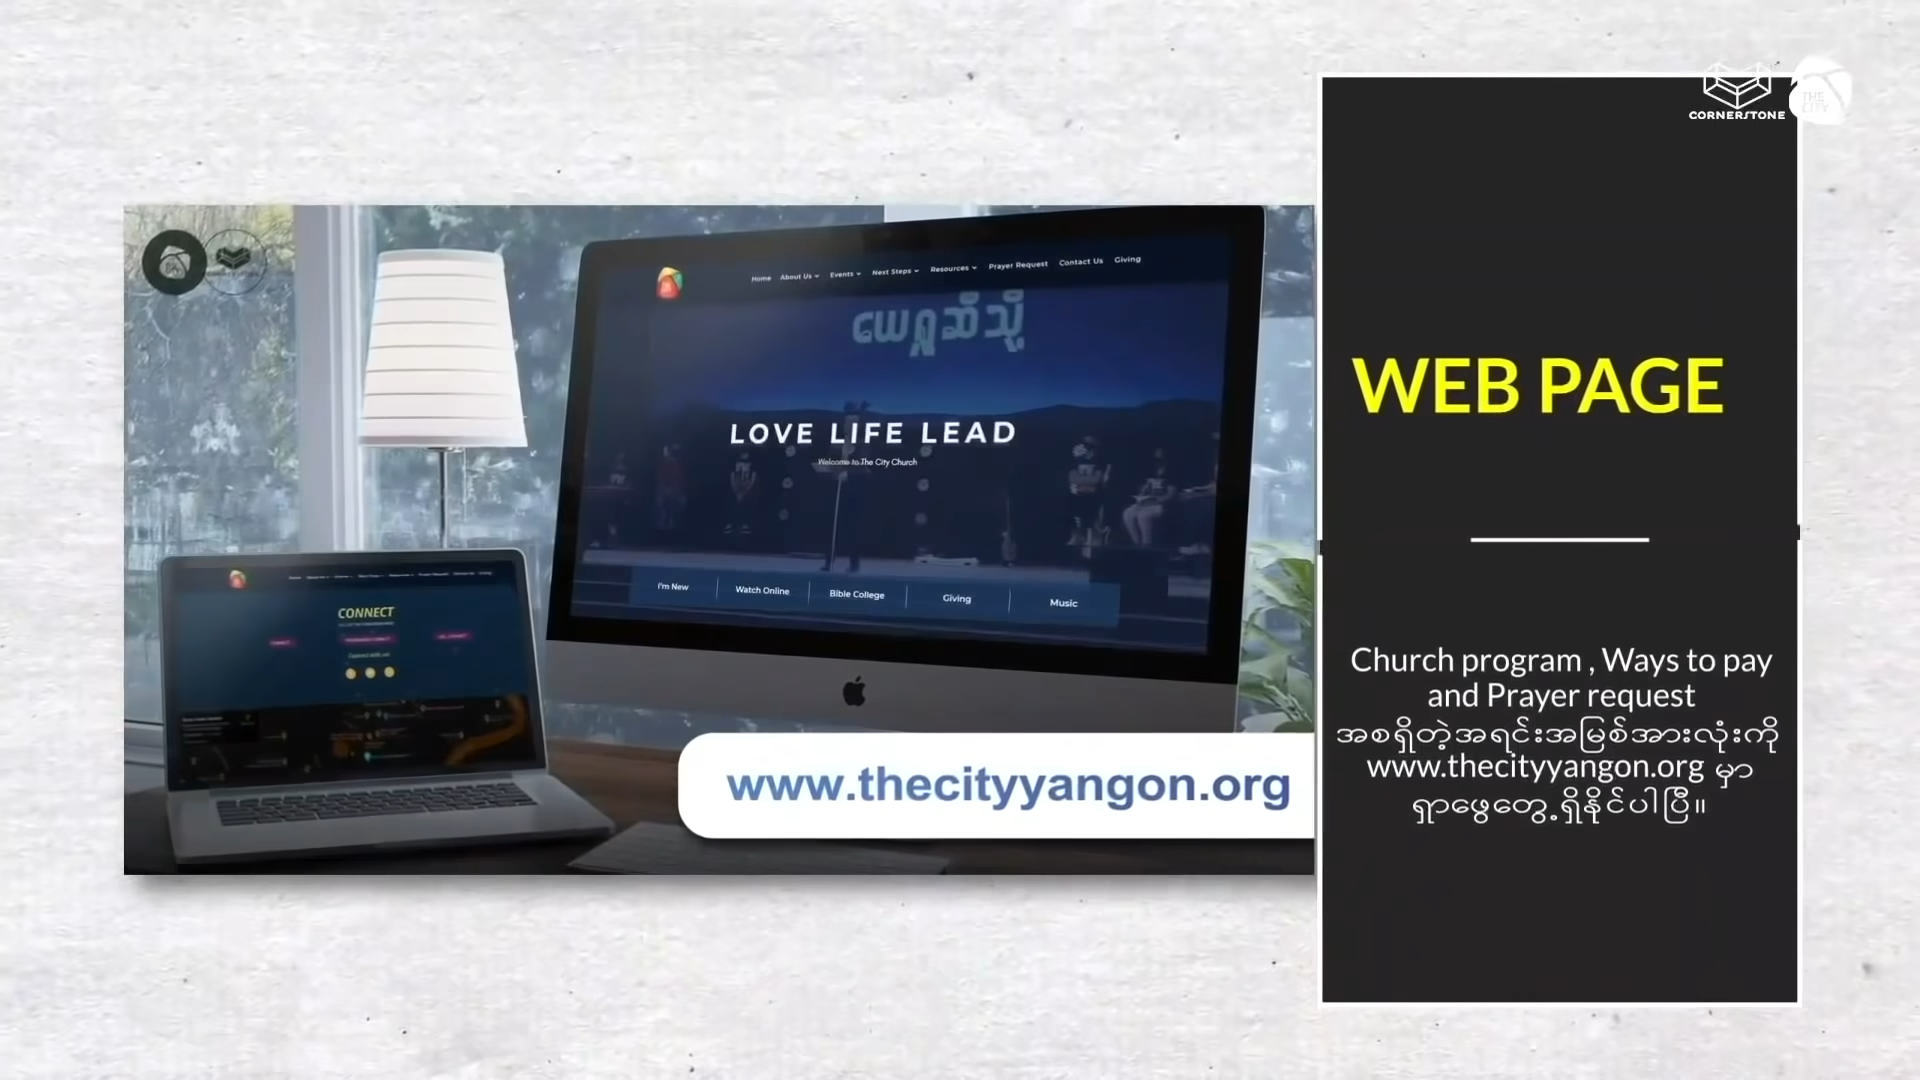 CORNERSTONE
THE CITY
Home About Us Events Next Steps Resources Prayer Request Contact Us Giving
ယေရှုဆီသို့
LOVE LIFE LEAD
Welcome to The City Church
I'm New Watch Online Bible College Giving Music
CONNECT
www.thecityyangon.org
WEB PAGE
Church program , Ways to pay
and Prayer request
အစရှိတဲ့အရင်းအမြစ်အားလုံးကို
www.thecityyangon.org မှာ
ရှာဖွေတွေ့ရှိနိုင်ပါပြီ။